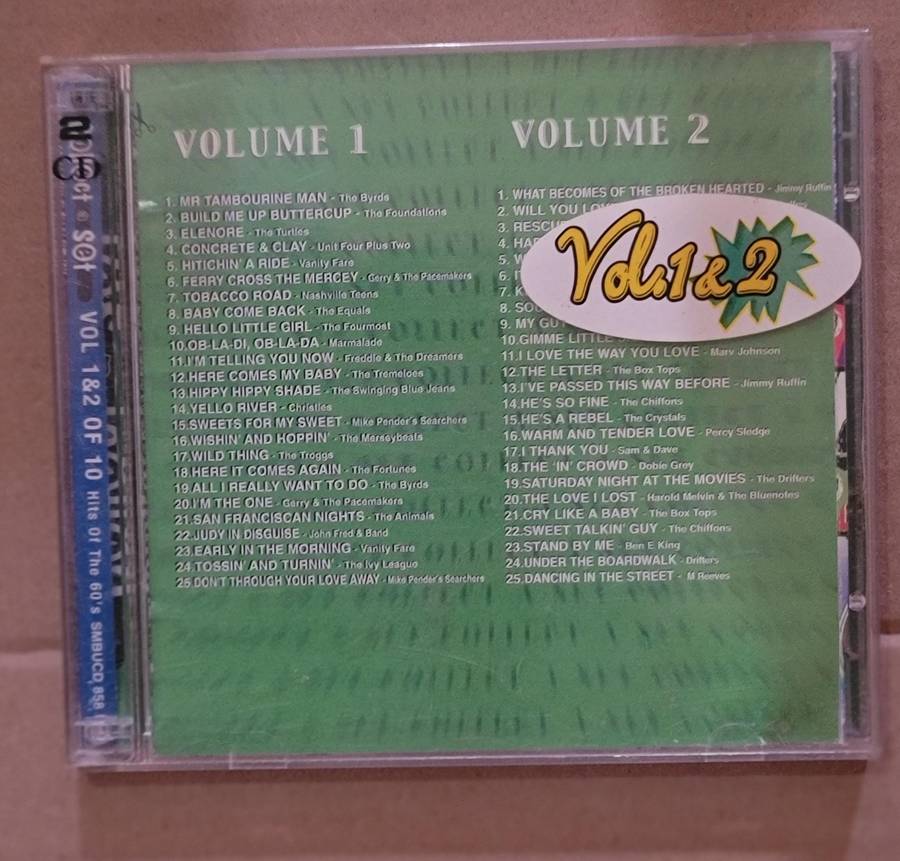 2
CD
VOL 1&2 OF 10 Hits Of The 60's SMBUCD 858
VOLUME 1
1. MR TAMBOURINE MAN - The Byrds
2. BUILD ME UP BUTTERCUP - The Foundations
3. ELENORE - The Turtles
4. CONCRETE & CLAY - Unit Four Plus Two
5. HITICHIN' A RIDE - Vanity Fare
6. FERRY CROSS THE MERCEY - Gerry & The Pacemakers
7. TOBACCO ROAD - Nashville Teens
8. BABY COME BACK - The Equals
9. HELLO LITTLE GIRL - The Fourmost
10.OB-LA-DI, OB-LA-DA - Marmalade
11.I'M TELLING YOU NOW - Freddie & The Dreamers
12.HERE COMES MY BABY - The Tremeloes
13.HIPPY HIPPY SHADE - The Swinging Blue Jeans
14.YELLO RIVER - Christies
15.SWEETS FOR MY SWEET - Mike Pender's Searchers
16.WISHIN' AND HOPPIN' - The Merseybeats
17.WILD THING - The Troggs
18.HERE IT COMES AGAIN - The Fortunes
19.ALL I REALLY WANT TO DO - The Byrds
20.I'M THE ONE - Gerry & The Pacemakers
21.SAN FRANCISCAN NIGHTS - The Animals
22.JUDY IN DISGUISE - John Fred & Band
23.EARLY IN THE MORNING - Vanity Fare
24.TOSSIN' AND TURNIN' - The Ivy League
25.DON'T THROUGH YOUR LOVE AWAY - Mike Pender's Searchers
VOLUME 2
1. WHAT BECOMES OF THE BROKEN HEARTED - Jimmy Ruffin
2. WILL YOU
3.
4.
5.
6.
7.
8.
9. MY
10.GIMME LITTLE
11.I LOVE THE WAY YOU LOVE - Marv Johnson
12.THE LETTER - The Box Tops
13.I'VE PASSED THIS WAY BEFORE - Jimmy Ruffin
14.HE'S SO FINE - The Chiffons
15.HE'S A REBEL - The Crystals
16.WARM AND TENDER LOVE - Percy Sledge
17.I THANK YOU - Sam & Dave
18.THE 'IN' CROWD - Dobie Grey
19.SATURDAY NIGHT AT THE MOVIES - The Drifters
20.THE LOVE I LOST - Harold Melvin & The Bluenotes
21.CRY LIKE A BABY - The Box Tops
22.SWEET TALKIN' GUY - The Chiffons
23.STAND BY ME - Ben E King
24.UNDER THE BOARDWALK - Drifters
25.DANCING IN THE STREET - M Reeves
Vol.1 & 2